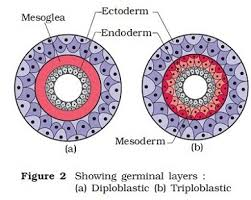 Mesoglea
Ectoderm
Endoderm
Mesoderm
(a)
(b)
Figure 2 Showing germinal layers :
(a) Diploblastic (b) Triploblastic